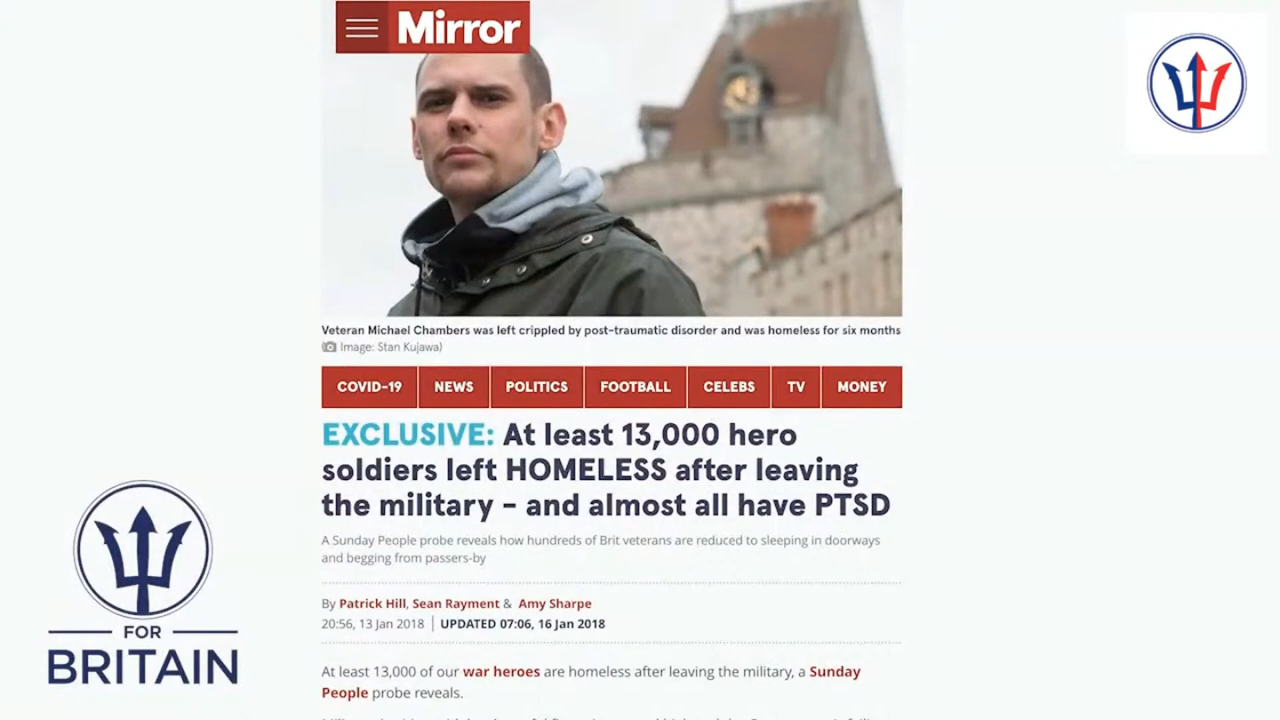 Mirror
Veteran Michael Chambers was left crippled by post-traumatic disorder and was homeless for six months
Image: Stan Kujawa)
COVID-19 NEWS POLITICS FOOTBALL CELEBS TV MONEY
EXCLUSIVE: At least 13,000 hero
soldiers left HOMELESS after leaving
the military – and almost all have PTSD
A Sunday People probe reveals how hundreds of Brit veterans are reduced to sleeping in doorways
and begging from passers-by
By Patrick Hill, Sean Rayment & Amy Sharpe
20:56, 13 Jan 2018 | UPDATED 07:06, 16 Jan 2018
At least 13,000 of our war heroes are homeless after leaving the military, a Sunday
People probe reveals.
FOR
BRITAIN